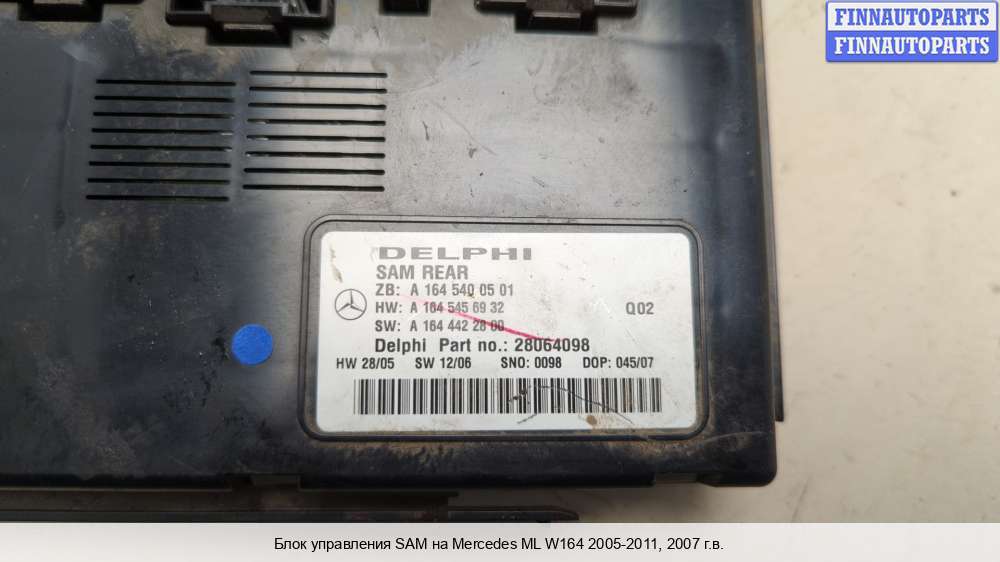 FINNAUTOPARTS
FINNAUTOPARTS
DELPHI
SAM REAR
ZB: A 164 540 05 01
HW: A 164 545 69 32 Q02
SW: A 164 442 28 00
Delphi Part no.: 28064098
HW 28/05 SW 12/06 SNO: 0098 DOP: 045/07
Блок управления SAM на Mercedes ML W164 2005-2011, 2007 г.в.